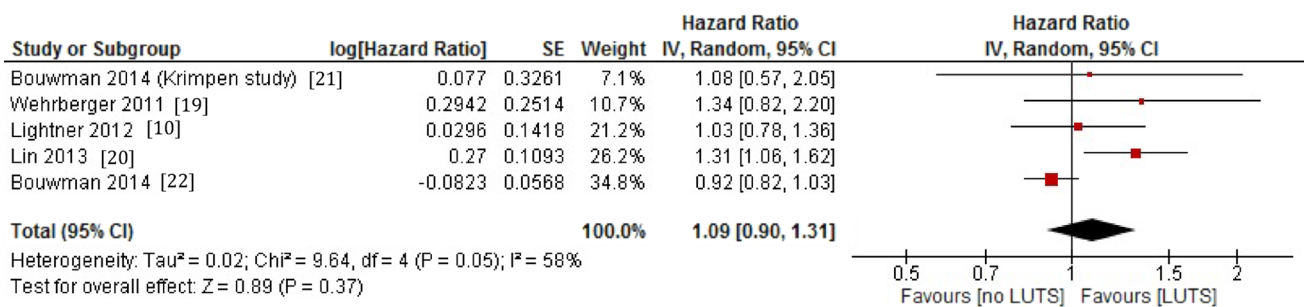 Hazard Ratio Hazard Ratio
Study or Subgroup log[Hazard Ratio] SE Weight IV, Random, 95% CI IV, Random, 95% CI
Bouwman 2014 (Krimpen study) [21] 0.077 0.3261 7.1% 1.08 [0.57, 2.05]
Wehrberger 2011 [19] 0.2942 0.2514 10.7% 1.34 [0.82, 2.20]
Lightner 2012 [10] 0.0296 0.1418 21.2% 1.03 [0.78, 1.36]
Lin 2013 [20] 0.27 0.1093 26.2% 1.31 [1.06, 1.62]
Bouwman 2014 [22] -0.0823 0.0568 34.8% 0.92 [0.82, 1.03]
Total (95% CI) 100.0% 1.09 [0.90, 1.31]
Heterogeneity: Tau² = 0.02; Chi² = 9.64, df = 4 (P = 0.05); I² = 58%
Test for overall effect: Z = 0.89 (P = 0.37)
0.5 0.7 1 1.5 2
Favours [no LUTS] Favours [LUTS]